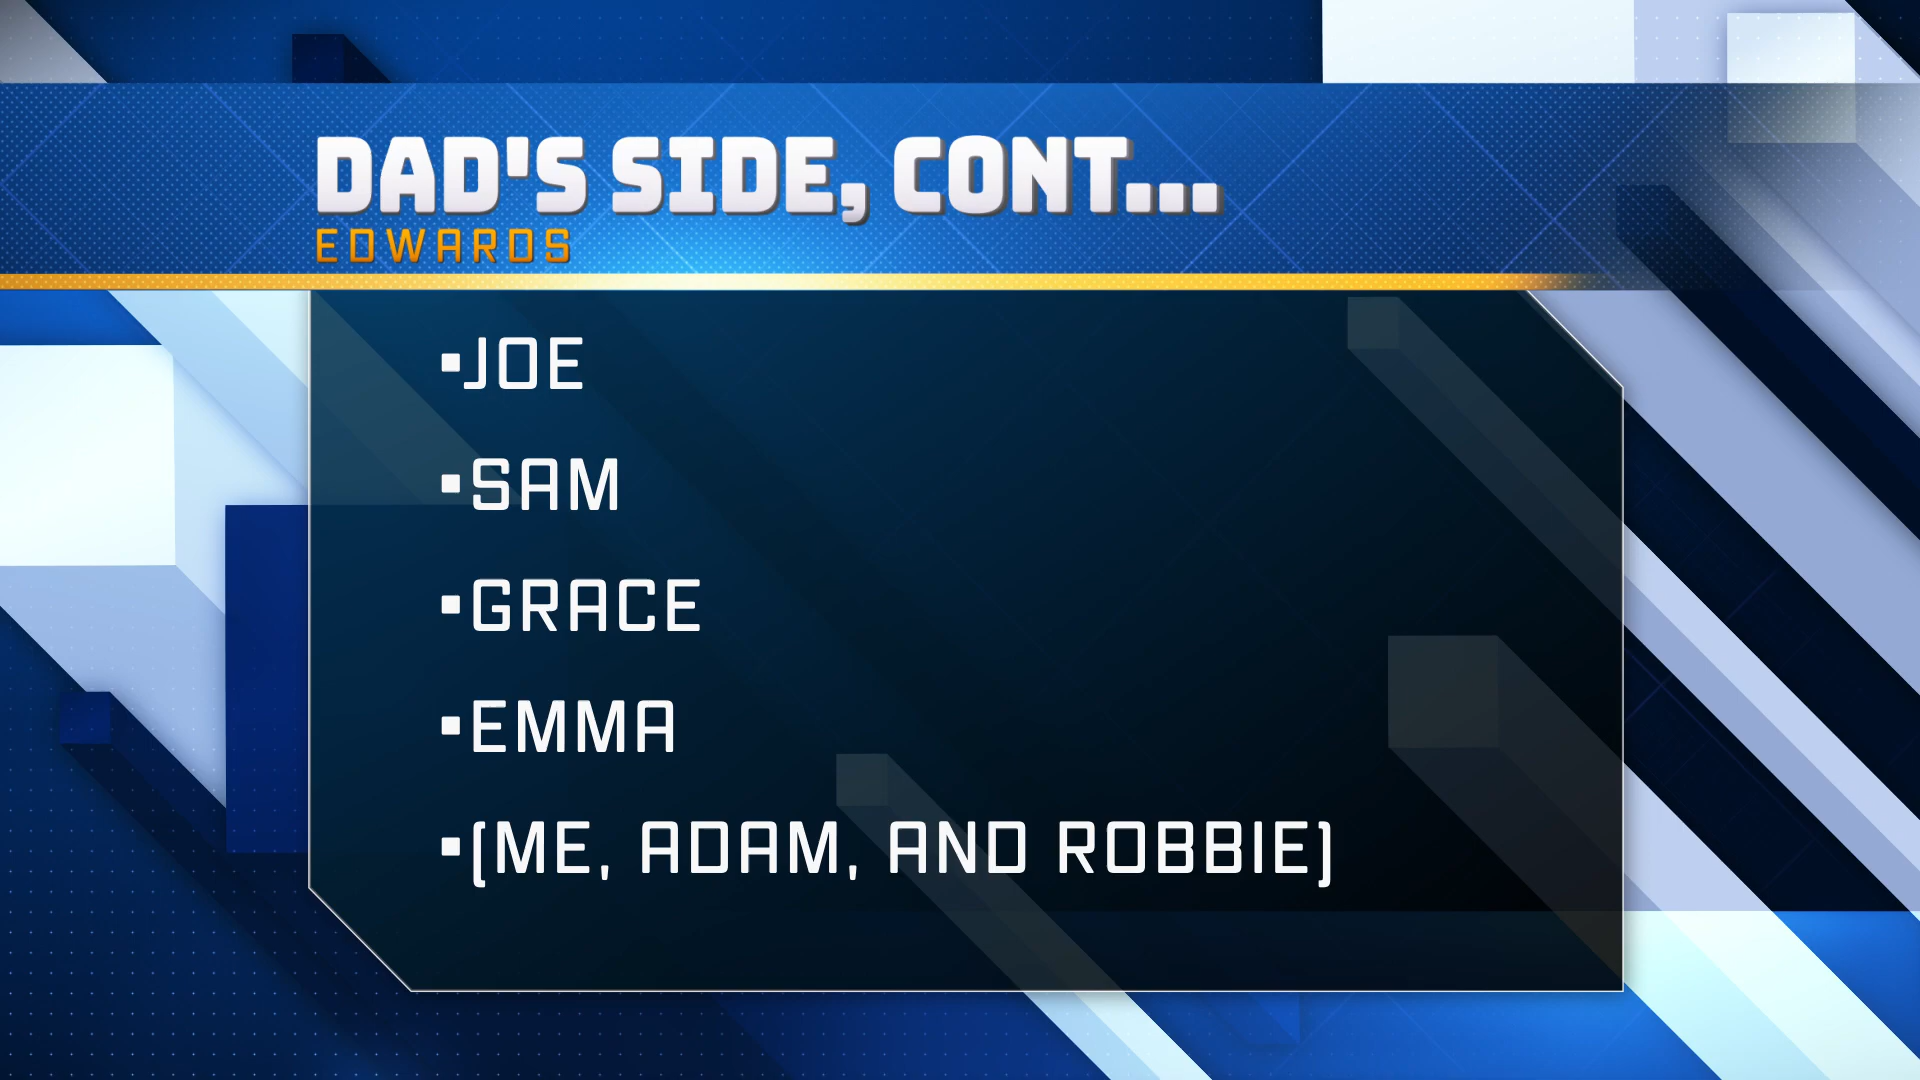 DAD'S SIDE, CONT...
EDWARDS
▪JOE
▪SAM
▪GRACE
▪EMMA
▪(ME, ADAM, AND ROBBIE)